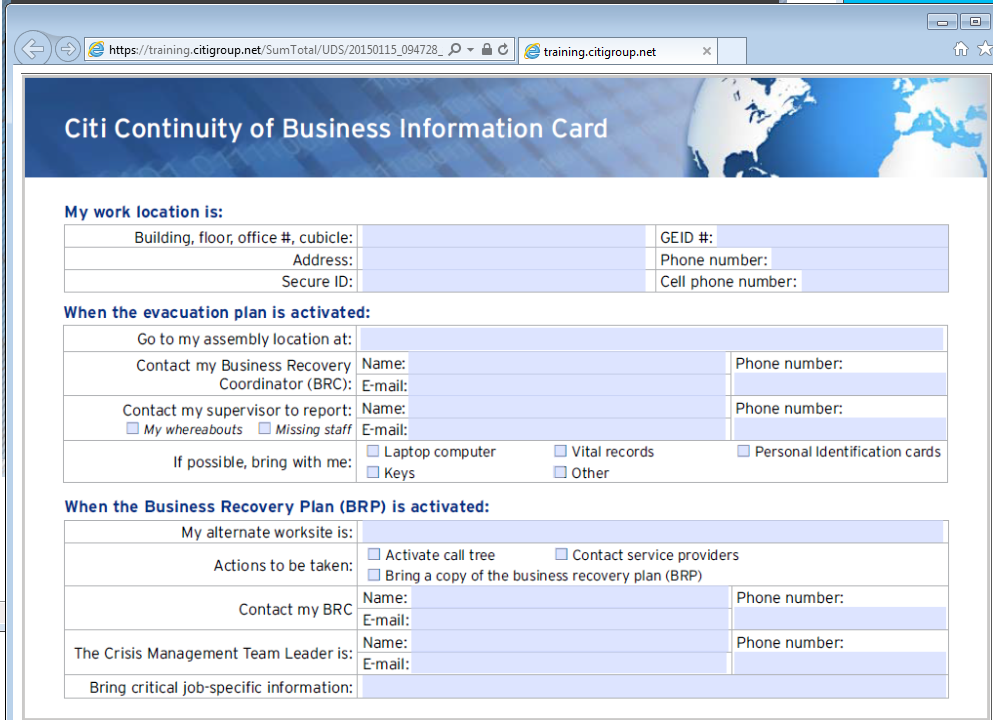 https://training.citigroup.net/SumTotal/UDS/20150115_094728_
training.citigroup.net
Citi Continuity of Business Information Card
My work location is:
Building, floor, office #, cubicle: GEID #:
Address: Phone number:
Secure ID: Cell phone number:
When the evacuation plan is activated:
Go to my assembly location at:
Contact my Business Recovery Coordinator (BRC): Name: Phone number:
E-mail:
Contact my supervisor to report: Name: Phone number:
My whereabouts Missing staff E-mail:
If possible, bring with me: Laptop computer Vital records Personal Identification cards
Keys Other
When the Business Recovery Plan (BRP) is activated:
My alternate worksite is:
Actions to be taken: Activate call tree Contact service providers
Bring a copy of the business recovery plan (BRP)
Contact my BRC Name: Phone number:
E-mail:
The Crisis Management Team Leader is: Name: Phone number:
E-mail:
Bring critical job-specific information: